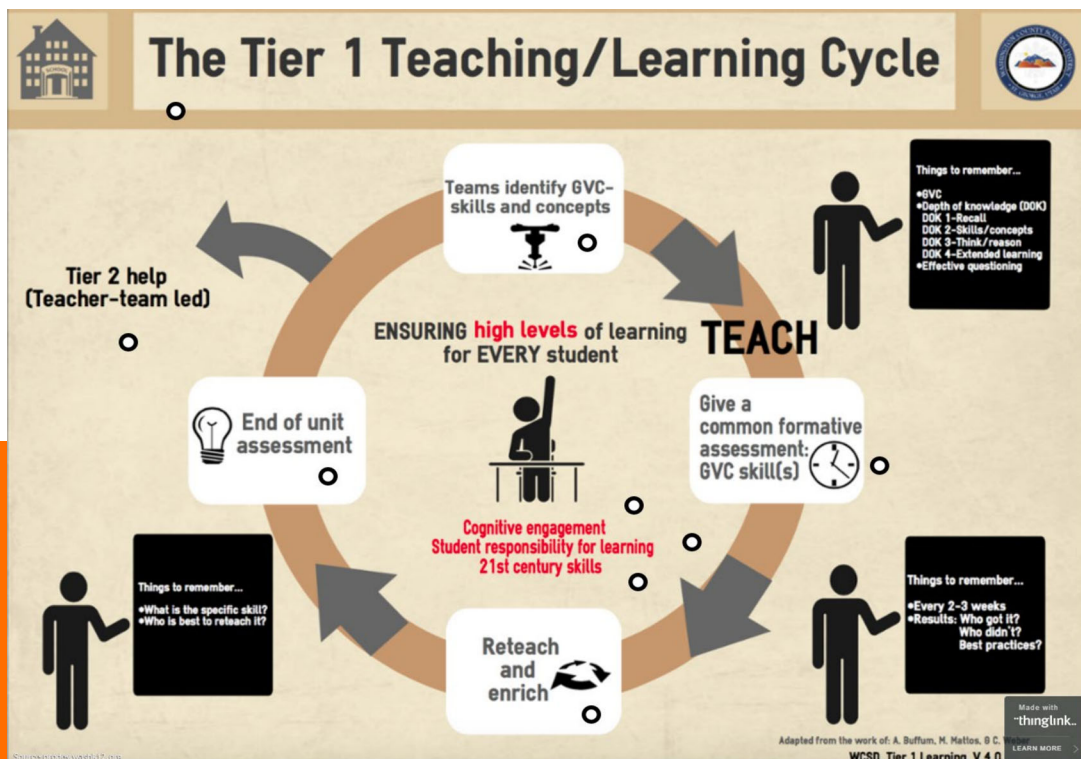 The Tier 1 Teaching/Learning Cycle
SCHOOL
Teams identify GVC-
skills and concepts
Things to remember...
•GVC
•Depth of knowledge (DOK)
DOK 1-Recall
DOK 2-Skills/concepts
DOK 3-Think/reason
DOK 4-Extended learning
•Effective questioning
Tier 2 help
(Teacher-team led)
ENSURING high levels of learning
for EVERY student
TEACH
End of unit
assessment
Give a
common formative
assessment:
GVC skill(s)
Cognitive engagement
Student responsibility for learning
21st century skills
Things to remember...
•What is the specific skill?
•Who is best to reteach it?
Reteach
and
enrich
Things to remember...
•Every 2-3 weeks
•Results: Who got it?
Who didn't?
Best practices?
Made with
thinglink..
LEARN MORE
Adapted from the work of: A. Buffum, M. Mattos, & C. Weber
WCSD, Tier 1 Learning, V 4.0